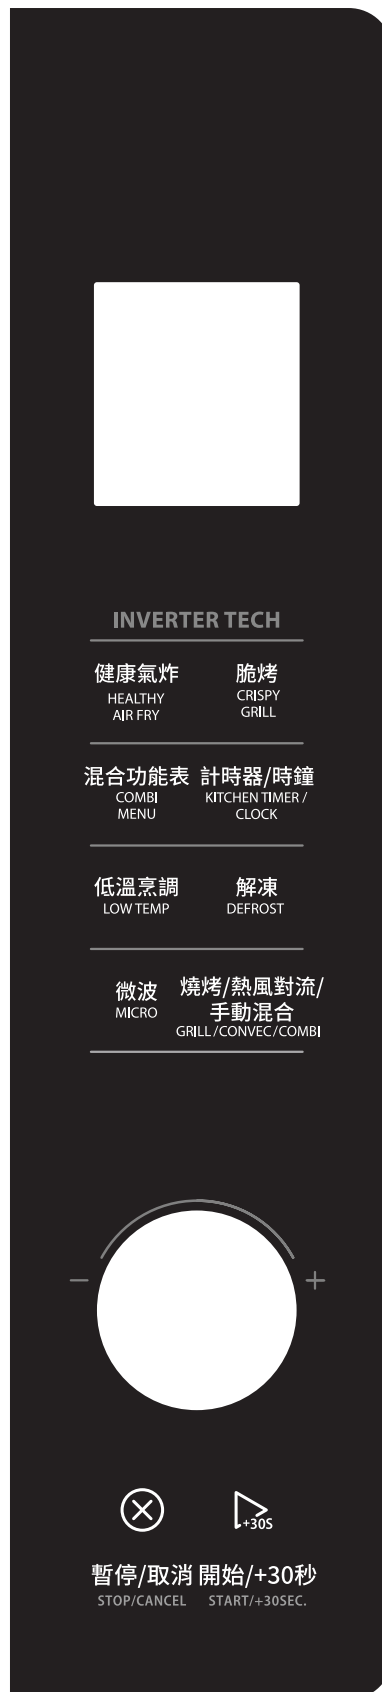 INVERTER TECH
健康氣炸
HEALTHY
AIR FRY
脆烤
CRISPY
GRILL
混合功能表
COMBI
MENU
計時器/時鐘
KITCHEN TIMER /
CLOCK
低溫烹調
LOW TEMP
解凍
DEFROST
微波
MICRO
燒烤/熱風對流/
手動混合
GRILL/CONVEC/COMBI
− +
+30S
暫停/取消 開始/+30秒
STOP/CANCEL START/+30SEC.